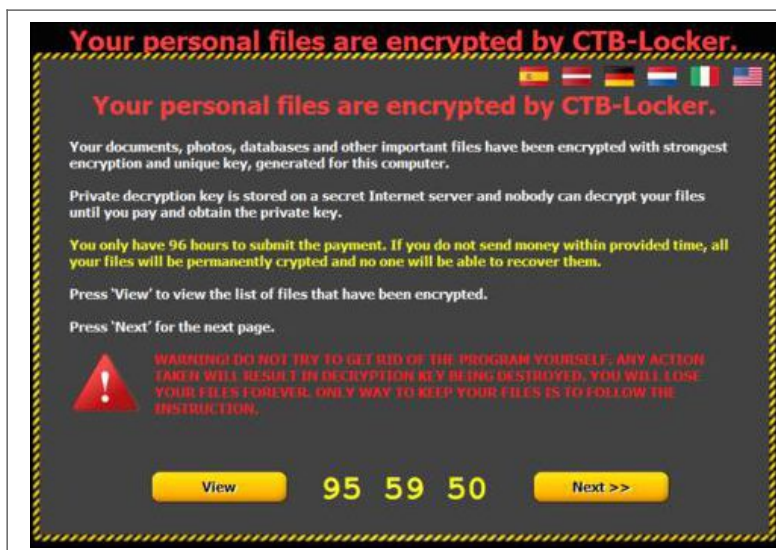 Your personal files are encrypted by CTB-Locker.
Your personal files are encrypted by CTB-Locker.
Your documents, photos, databases and other important files have been encrypted with strongest
encryption and unique key, generated for this computer.
Private decryption key is stored on a secret Internet server and nobody can decrypt your files
until you pay and obtain the private key.
You only have 96 hours to submit the payment. If you do not send money within provided time, all
your files will be permanently crypted and no one will be able to recover them.
Press 'View' to view the list of files that have been encrypted.
Press 'Next' for the next page.
WARNING! DO NOT TRY TO GET RID OF THE PROGRAM YOURSELF. ANY ACTION
TAKEN WILL RESULT IN DECRYPTION KEY BEING DESTROYED. YOU WILL LOSE
YOUR FILES FOREVER. ONLY WAY TO KEEP YOUR FILES IS TO FOLLOW THE
INSTRUCTION.
View 95 59 50 Next >>